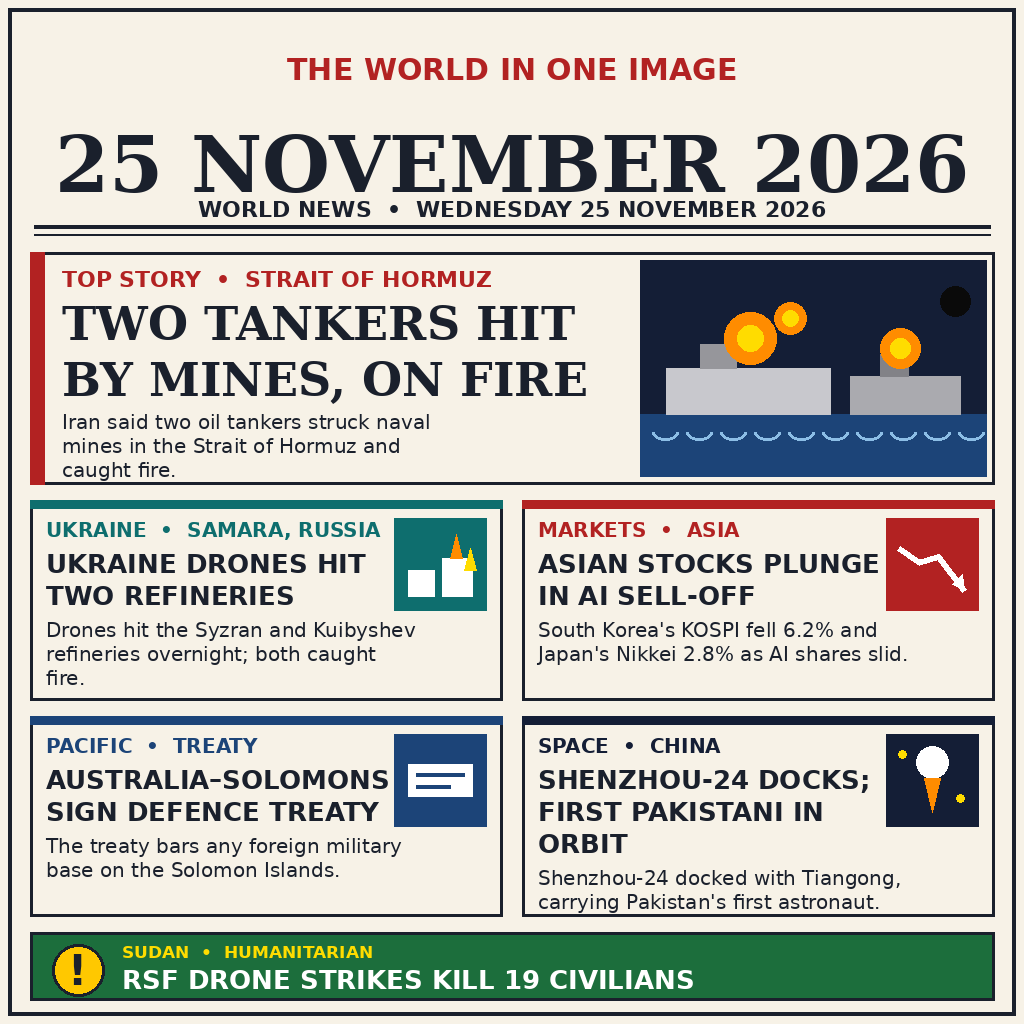 THE WORLD IN ONE IMAGE
25 NOVEMBER 2026
WORLD NEWS • WEDNESDAY 25 NOVEMBER 2026
TOP STORY • STRAIT OF HORMUZ
TWO TANKERS HIT
BY MINES, ON FIRE
Iran said two oil tankers struck naval
mines in the Strait of Hormuz and
caught fire.
UKRAINE • SAMARA, RUSSIA
UKRAINE DRONES HIT
TWO REFINERIES
Drones hit the Syzran and Kuibyshev
refineries overnight; both caught
fire.
MARKETS • ASIA
ASIAN STOCKS PLUNGE
IN AI SELL-OFF
South Korea's KOSPI fell 6.2% and
Japan's Nikkei 2.8% as AI shares slid.
PACIFIC • TREATY
AUSTRALIA–SOLOMONS
SIGN DEFENCE TREATY
The treaty bars any foreign military
base on the Solomon Islands.
SPACE • CHINA
SHENZHOU-24 DOCKS;
FIRST PAKISTANI IN
ORBIT
Shenzhou-24 docked with Tiangong,
carrying Pakistan's first astronaut.
!
SUDAN • HUMANITARIAN
RSF DRONE STRIKES KILL 19 CIVILIANS